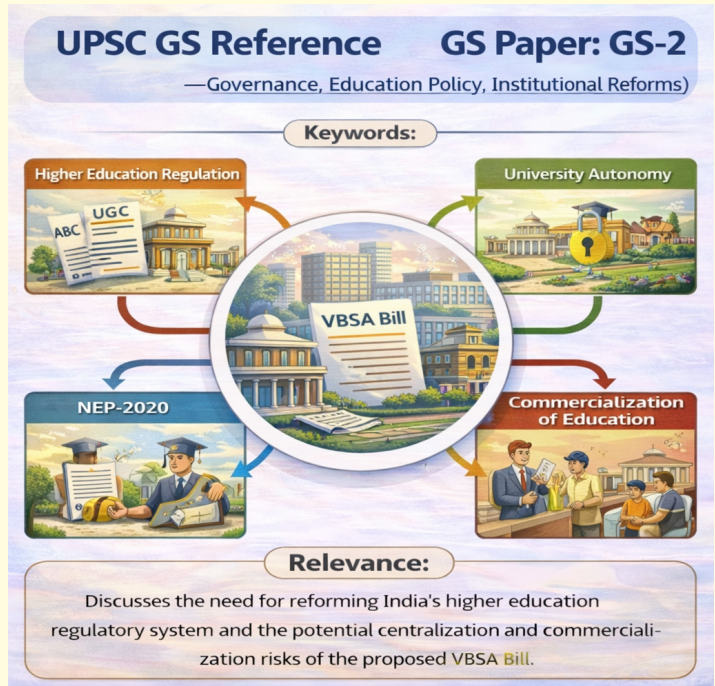 UPSC GS Reference GS Paper: GS-2
—Governance, Education Policy, Institutional Reforms)
Keywords:
Higher Education Regulation
ABC
UGC
University Autonomy
VBSA Bill
NEP-2020
Commercialization
of Education
Relevance:
Discusses the need for reforming India's higher education
regulatory system and the potential centralization and commerciali-
zation risks of the proposed VBSA Bill.